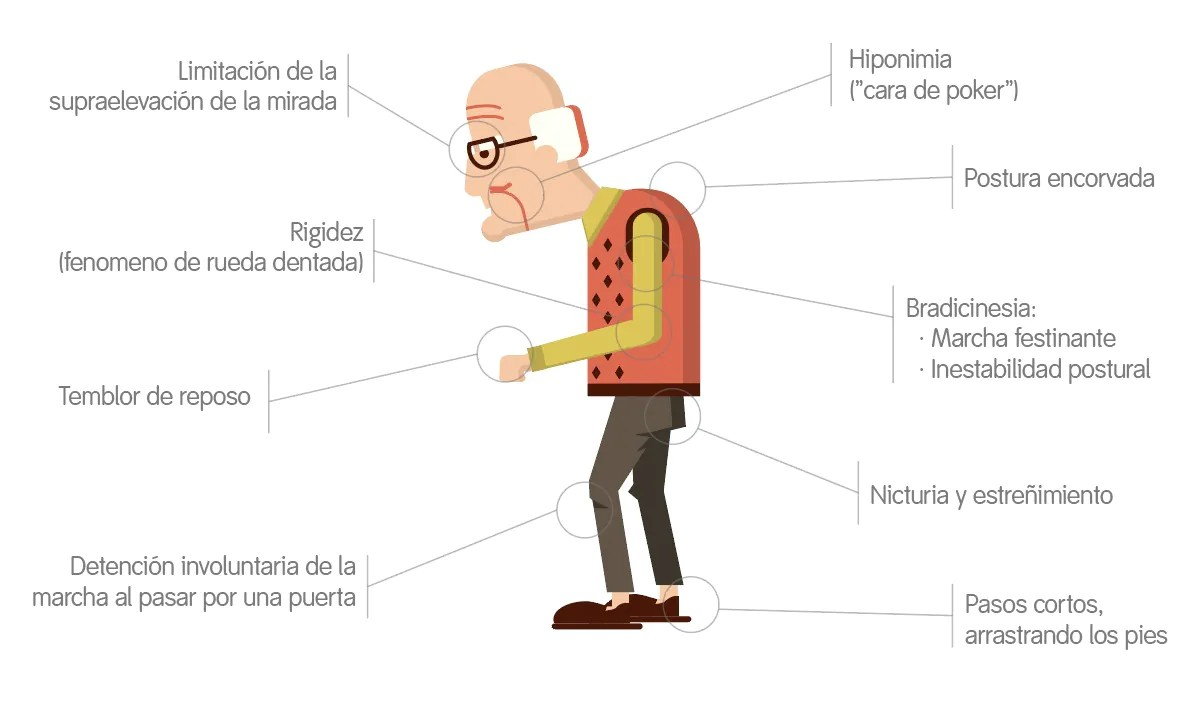 Limitación de la
supraelevación de la mirada
Hiponimia
("cara de poker")
Postura encorvada
Rigidez
(fenomeno de rueda dentada)
Bradicinesia:
· Marcha festinante
· Inestabilidad postural
Temblor de reposo
Nicturia y estreñimiento
Detención involuntaria de la
marcha al pasar por una puerta
Pasos cortos,
arrastrando los pies